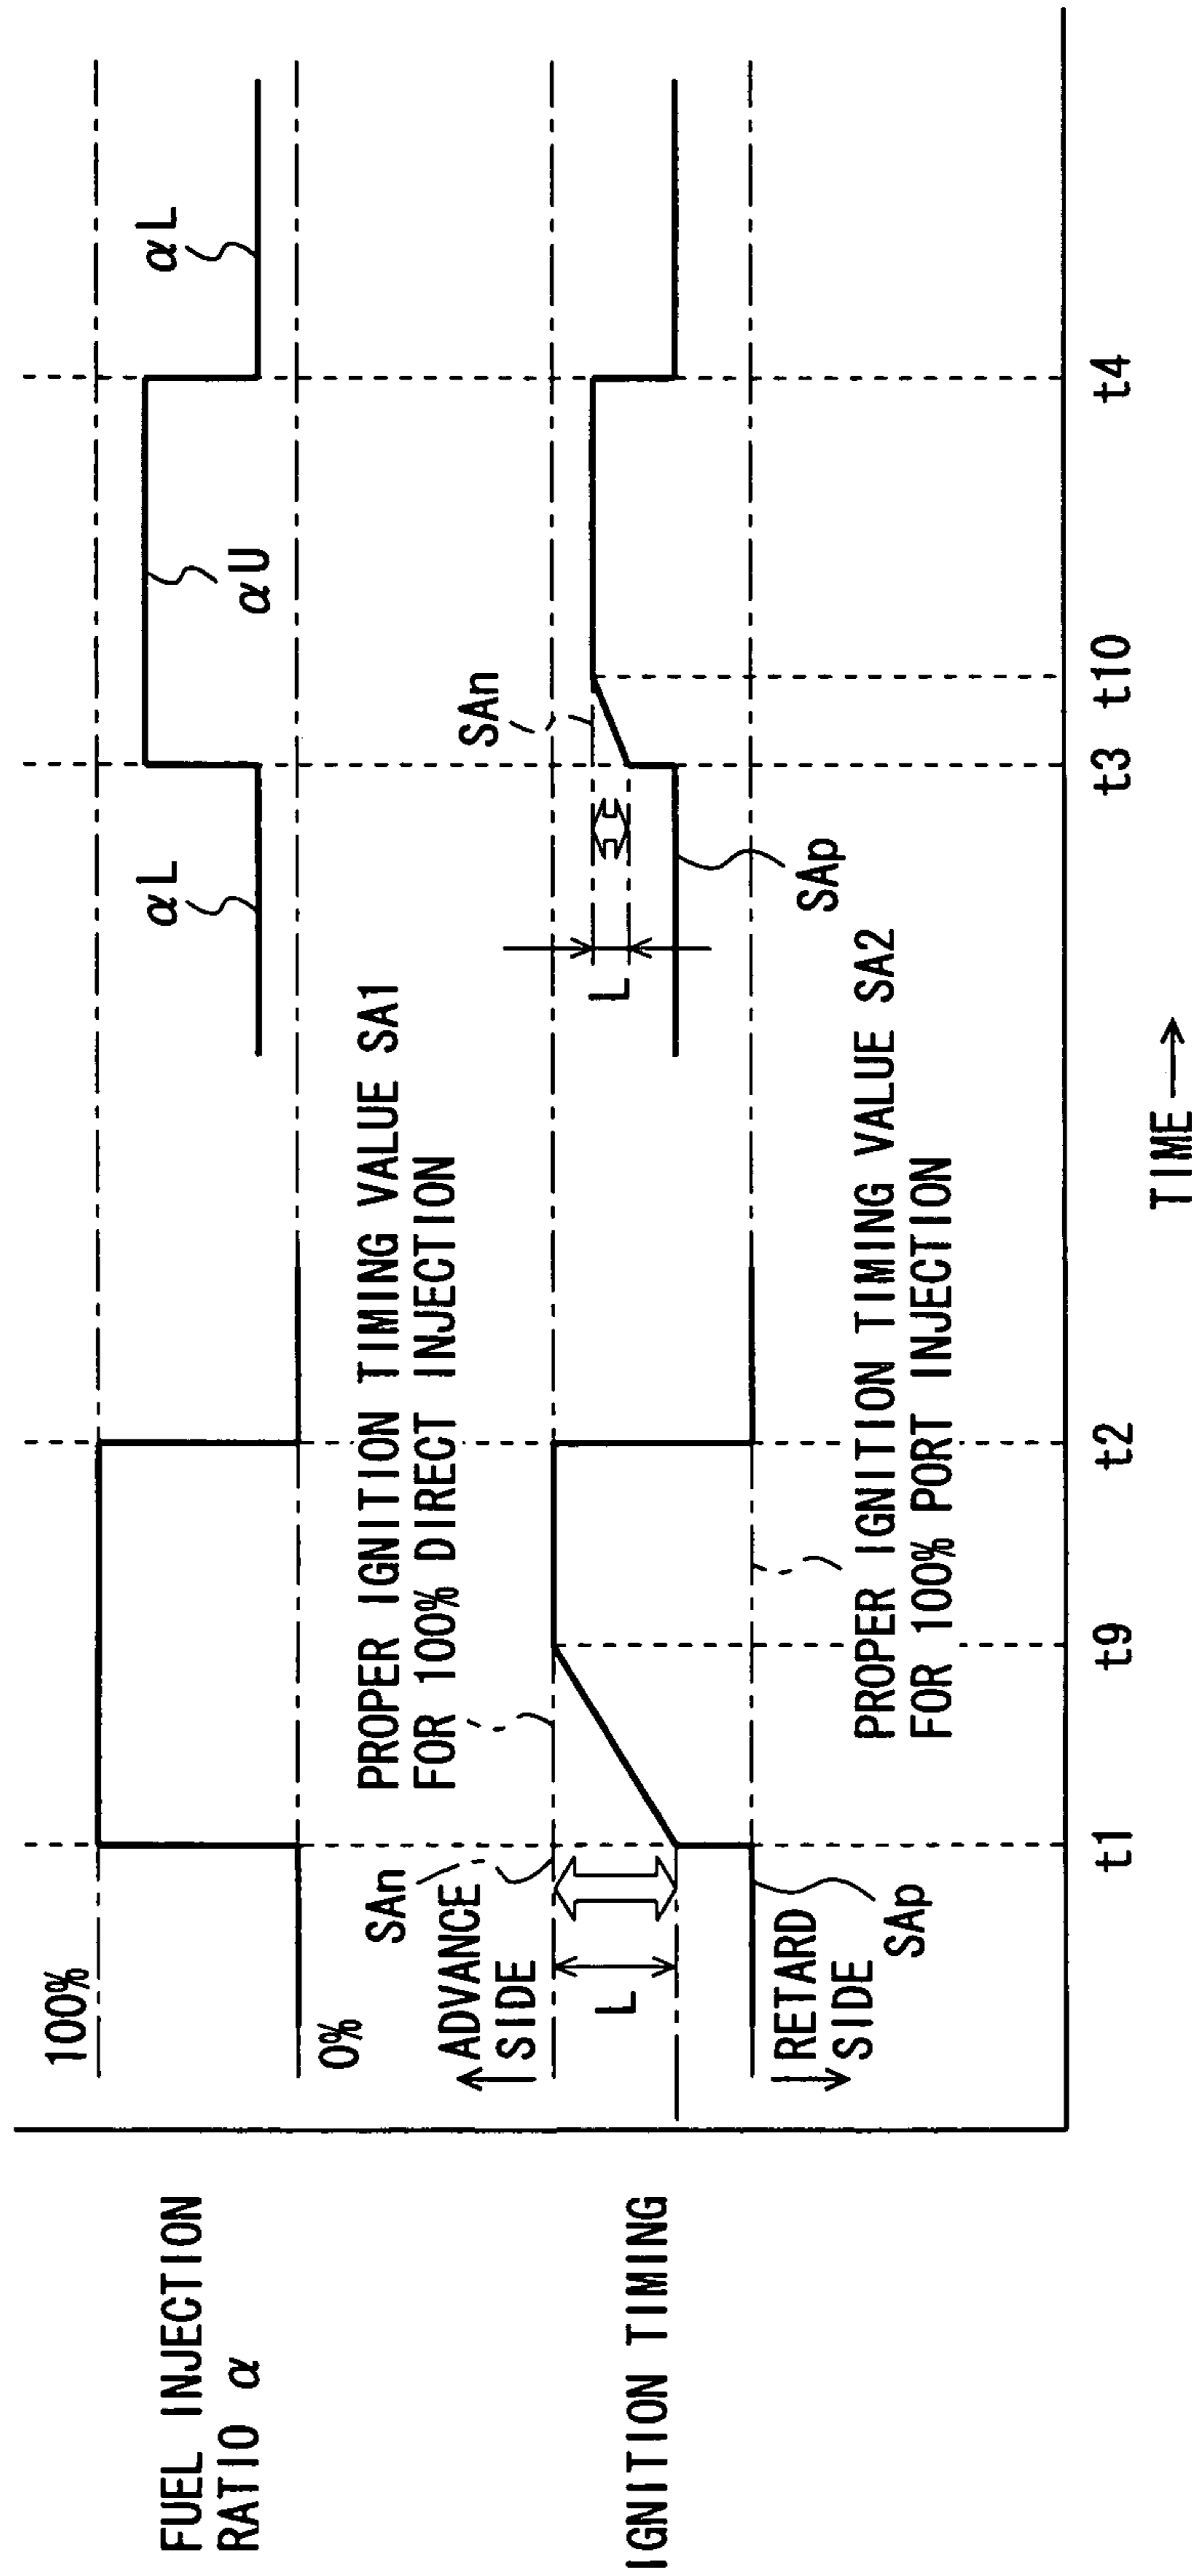 FUEL INJECTION
RATIO α
100%
0%
αL
αU
αL
IGNITION TIMING
SAn
ADVANCE
SIDE
L
RETARD
SIDE
SAp
PROPER IGNITION TIMING VALUE SA1
FOR 100% DIRECT INJECTION
PROPER IGNITION TIMING VALUE SA2
FOR 100% PORT INJECTION
L
SAn
SAp
t1
t9
t2
t3
t10
t4
TIME